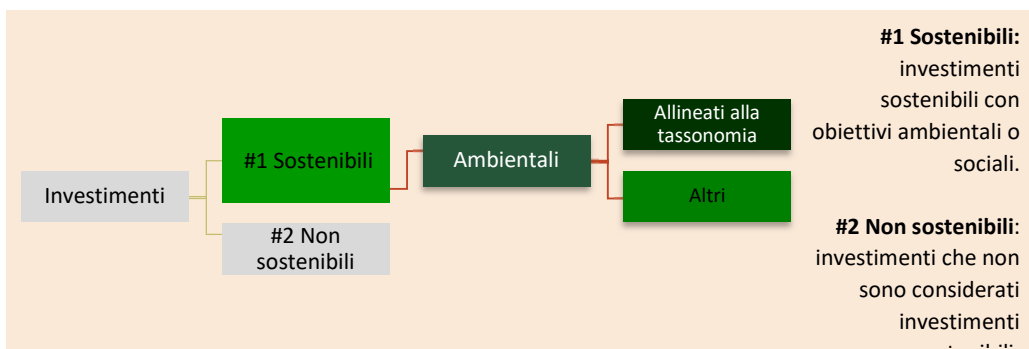 Investimenti
#1 Sostenibili
#2 Non
sostenibili
Ambientali
Allineati alla
tassonomia
Altri
#1 Sostenibili:
investimenti
sostenibili con
obiettivi ambientali o
sociali.
#2 Non sostenibili:
investimenti che non
sono considerati
investimenti